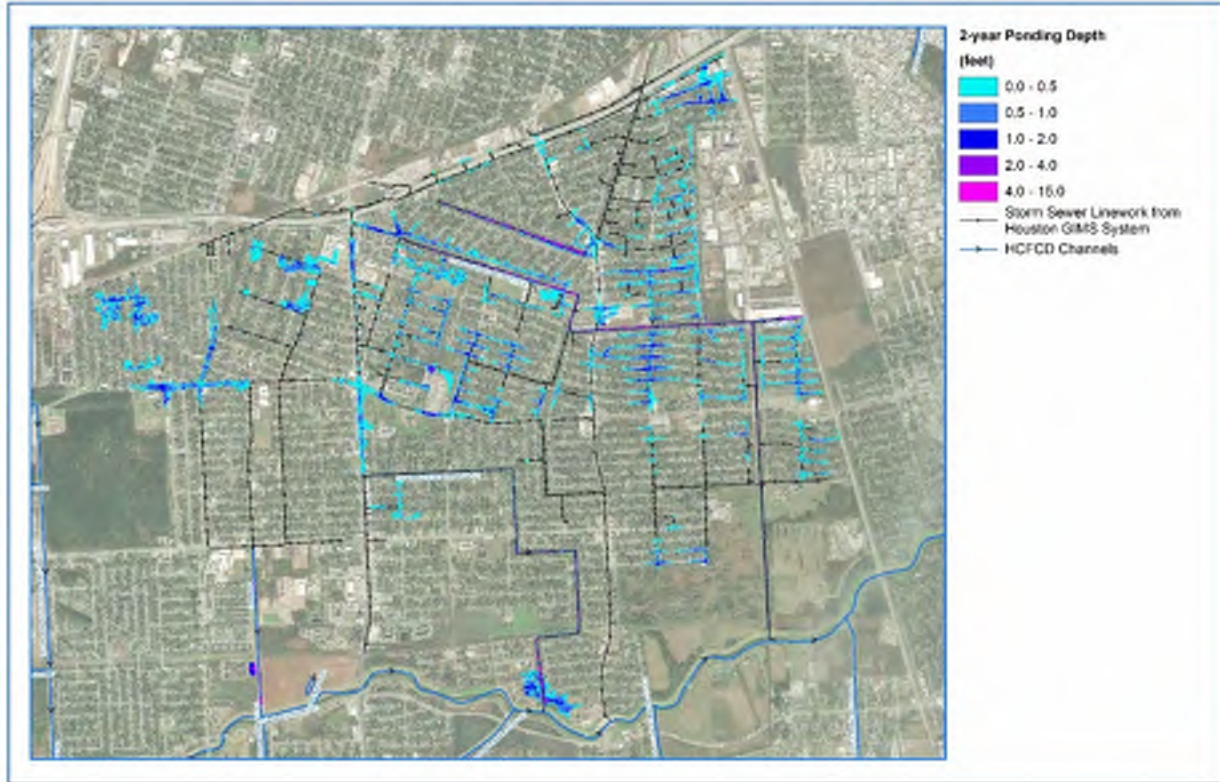 2-year Ponding Depth
(feet)
0.0 - 0.5
0.5 - 1.0
1.0 - 2.0
2.0 - 4.0
4.0 - 15.0
Storm Sewer Linework from
Houston GIMS System
HCFCD Channels